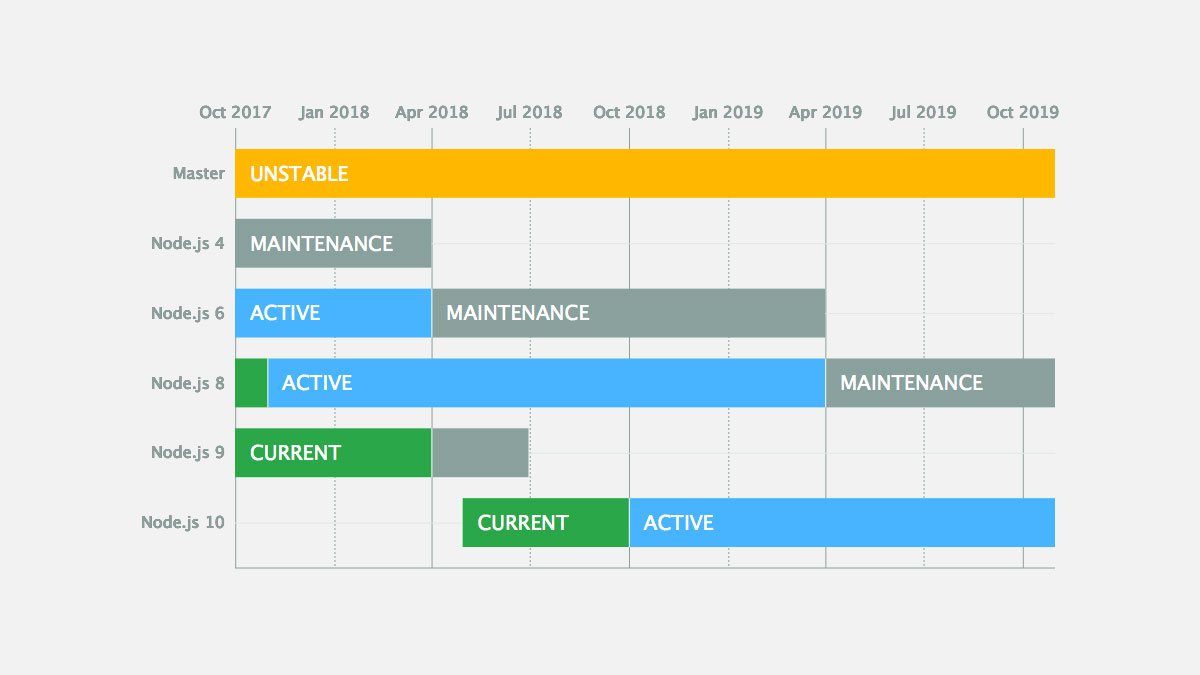 Oct 2017 Jan 2018 Apr 2018 Jul 2018 Oct 2018 Jan 2019 Apr 2019 Jul 2019 Oct 2019
Master UNSTABLE
Node.js 4 MAINTENANCE
Node.js 6 ACTIVE MAINTENANCE
Node.js 8 ACTIVE MAINTENANCE
Node.js 9 CURRENT
Node.js 10 CURRENT ACTIVE